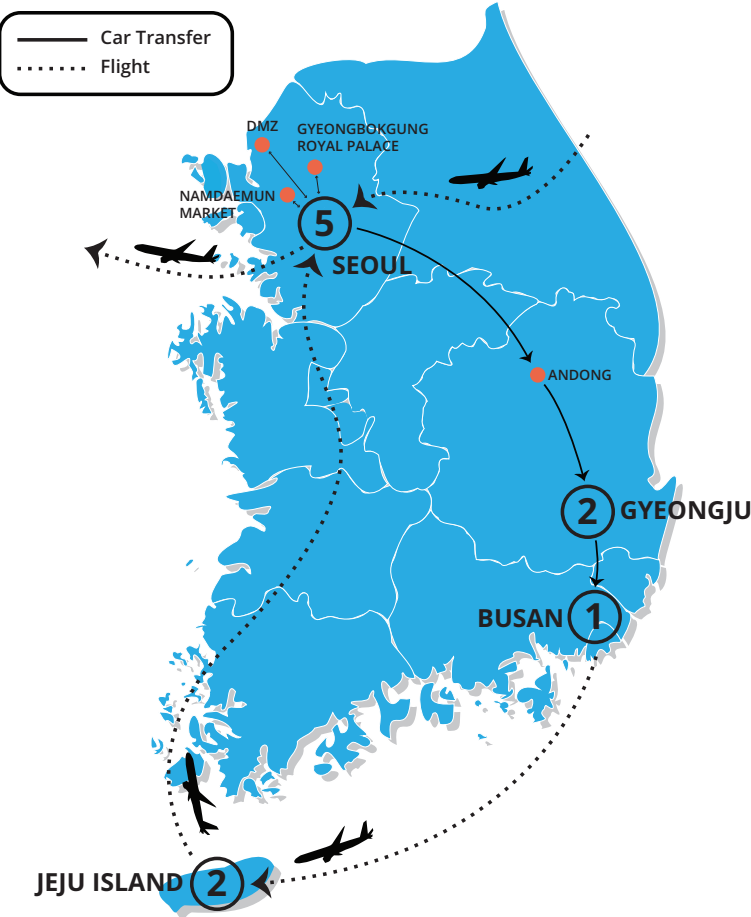 Car Transfer
Flight
DMZ
GYEONGBOKGUNG
ROYAL PALACE
NAMDAEMUN
MARKET
5
SEOUL
ANDONG
2
GYEONGJU
BUSAN
1
JEJU ISLAND
2